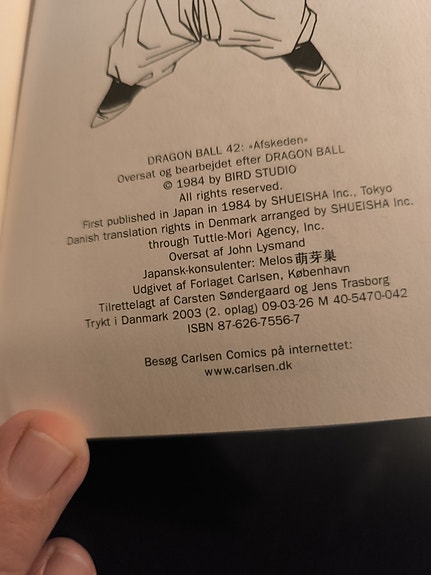 DRAGON BALL 42: »Afskeden«
Oversat og bearbejdet efter DRAGON BALL
© 1984 by BIRD STUDIO
All rights reserved.
First published in Japan in 1984 by SHUEISHA Inc., Tokyo
Danish translation rights in Denmark arranged by SHUEISHA Inc.
through Tuttle-Mori Agency, Inc.
Oversat af John Lysmand
Japansk-konsulenter: Melos 萌芽巣
Udgivet af Forlaget Carlsen, København
Tilrettelagt af Carsten Søndergaard og Jens Trasborg
Trykt i Danmark 2003 (2. oplag) 09-03-26 M 40-5470-042
ISBN 87-626-7556-7
Besøg Carlsen Comics på internettet:
www.carlsen.dk